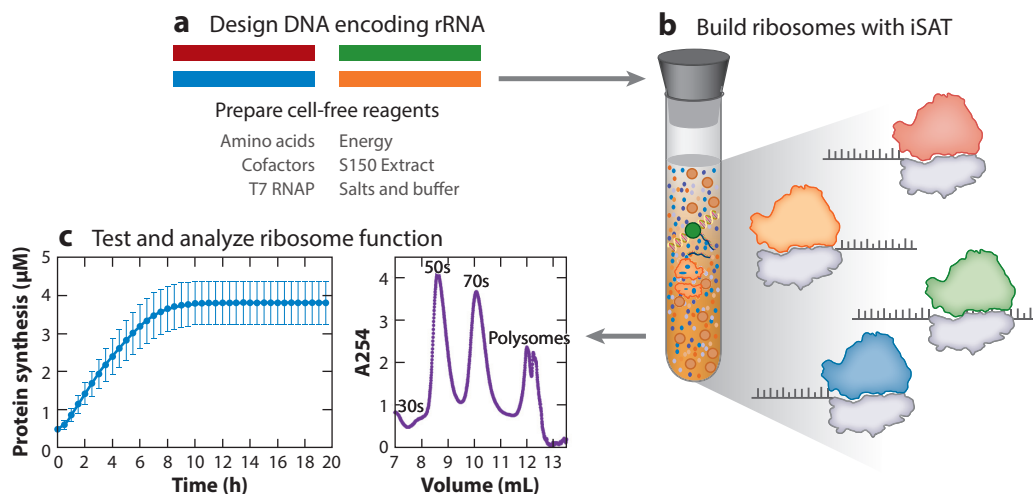 a Design DNA encoding rRNA
Prepare cell-free reagents
Amino acids Energy
Cofactors S150 Extract
T7 RNAP Salts and buffer
b Build ribosomes with iSAT
c Test and analyze ribosome function
Protein synthesis (μM)
5
4
3
2
1
0
0 2 4 6 8 10 12 14 16 18 20
Time (h)
A254
4
3
2
1
0
50s
70s
Polysomes
30s
7 8 9 10 11 12 13
Volume (mL)